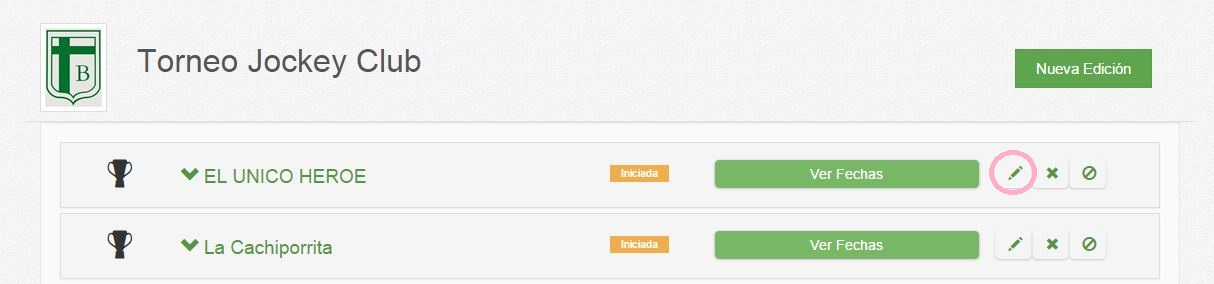 B
Torneo Jockey Club
Nueva Edición
EL UNICO HEROE
Iniciada
Ver Fechas
La Cachiporrita
Iniciada
Ver Fechas